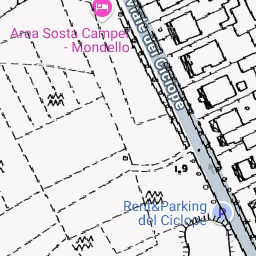 Area Sosta Camper
- Mondello
Viale del Ciclope
1,9
Rent&Parking
del Ciclope
P